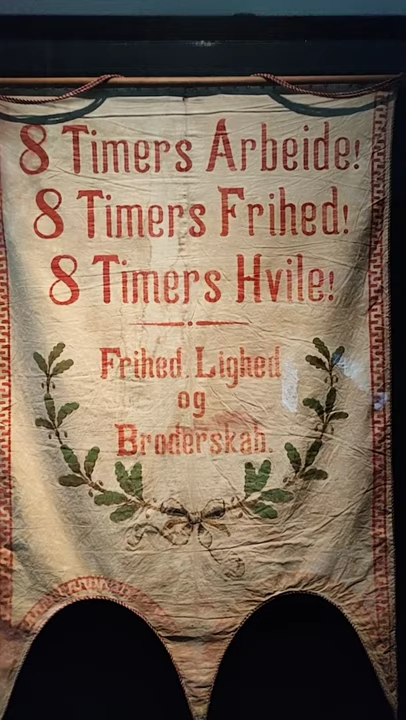 8 Timers Arbeide!
8 Timers Frihed!
8 Timers Hvile!
Frihed. Lighed
og
Broderskab.